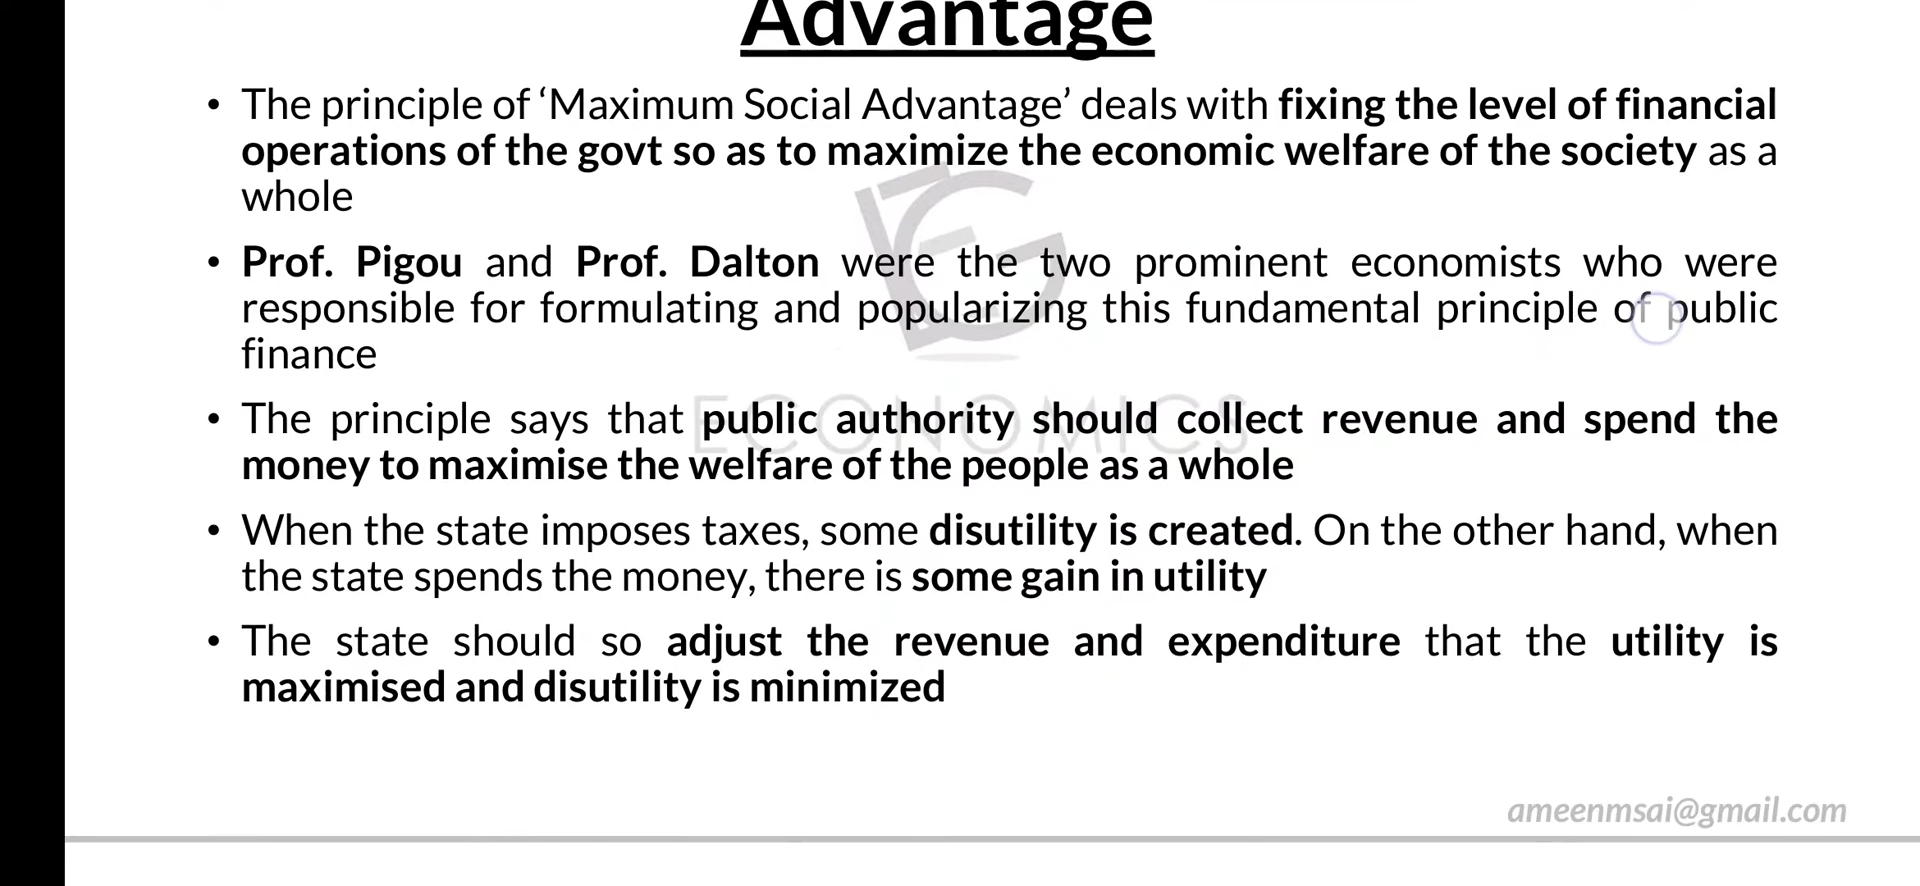 Advantage
• The principle of ‘Maximum Social Advantage’ deals with fixing the level of financial
operations of the govt so as to maximize the economic welfare of the society as a
whole
• Prof. Pigou and Prof. Dalton were the two prominent economists who were
responsible for formulating and popularizing this fundamental principle of public
finance
• The principle says that public authority should collect revenue and spend the
money to maximise the welfare of the people as a whole
• When the state imposes taxes, some disutility is created. On the other hand, when
the state spends the money, there is some gain in utility
• The state should so adjust the revenue and expenditure that the utility is
maximised and disutility is minimized
ECONOMICS
ameenmsai@gmail.com